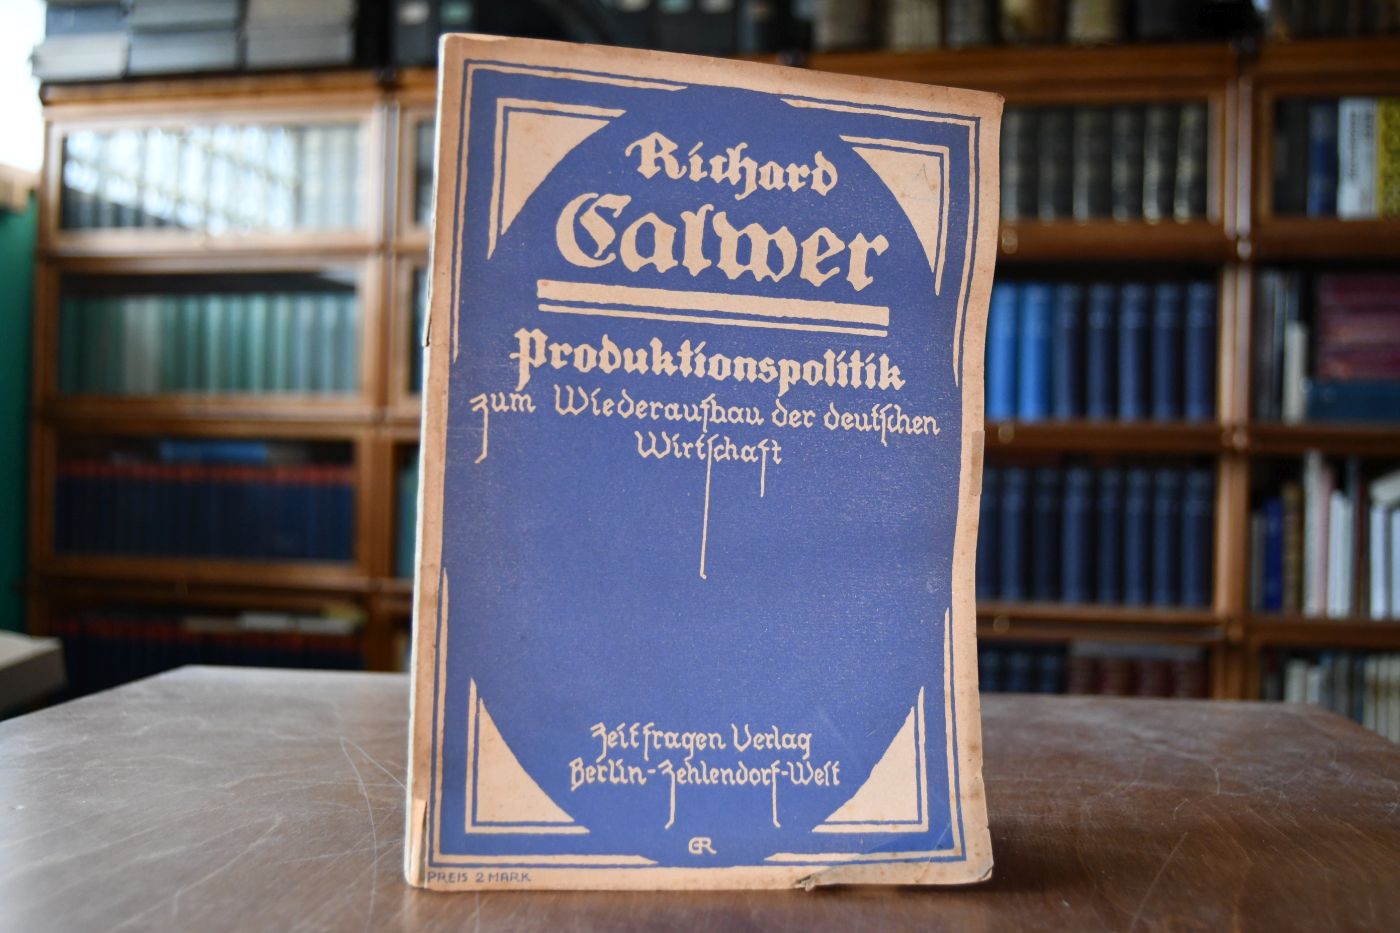 Richard
Calwer
Produktionspolitik
zum Wiederaufbau der deutschen
Wirtschaft
Zeitfragen Verlag
Berlin-Zehlendorf-West
GR
PREIS 2 MARK